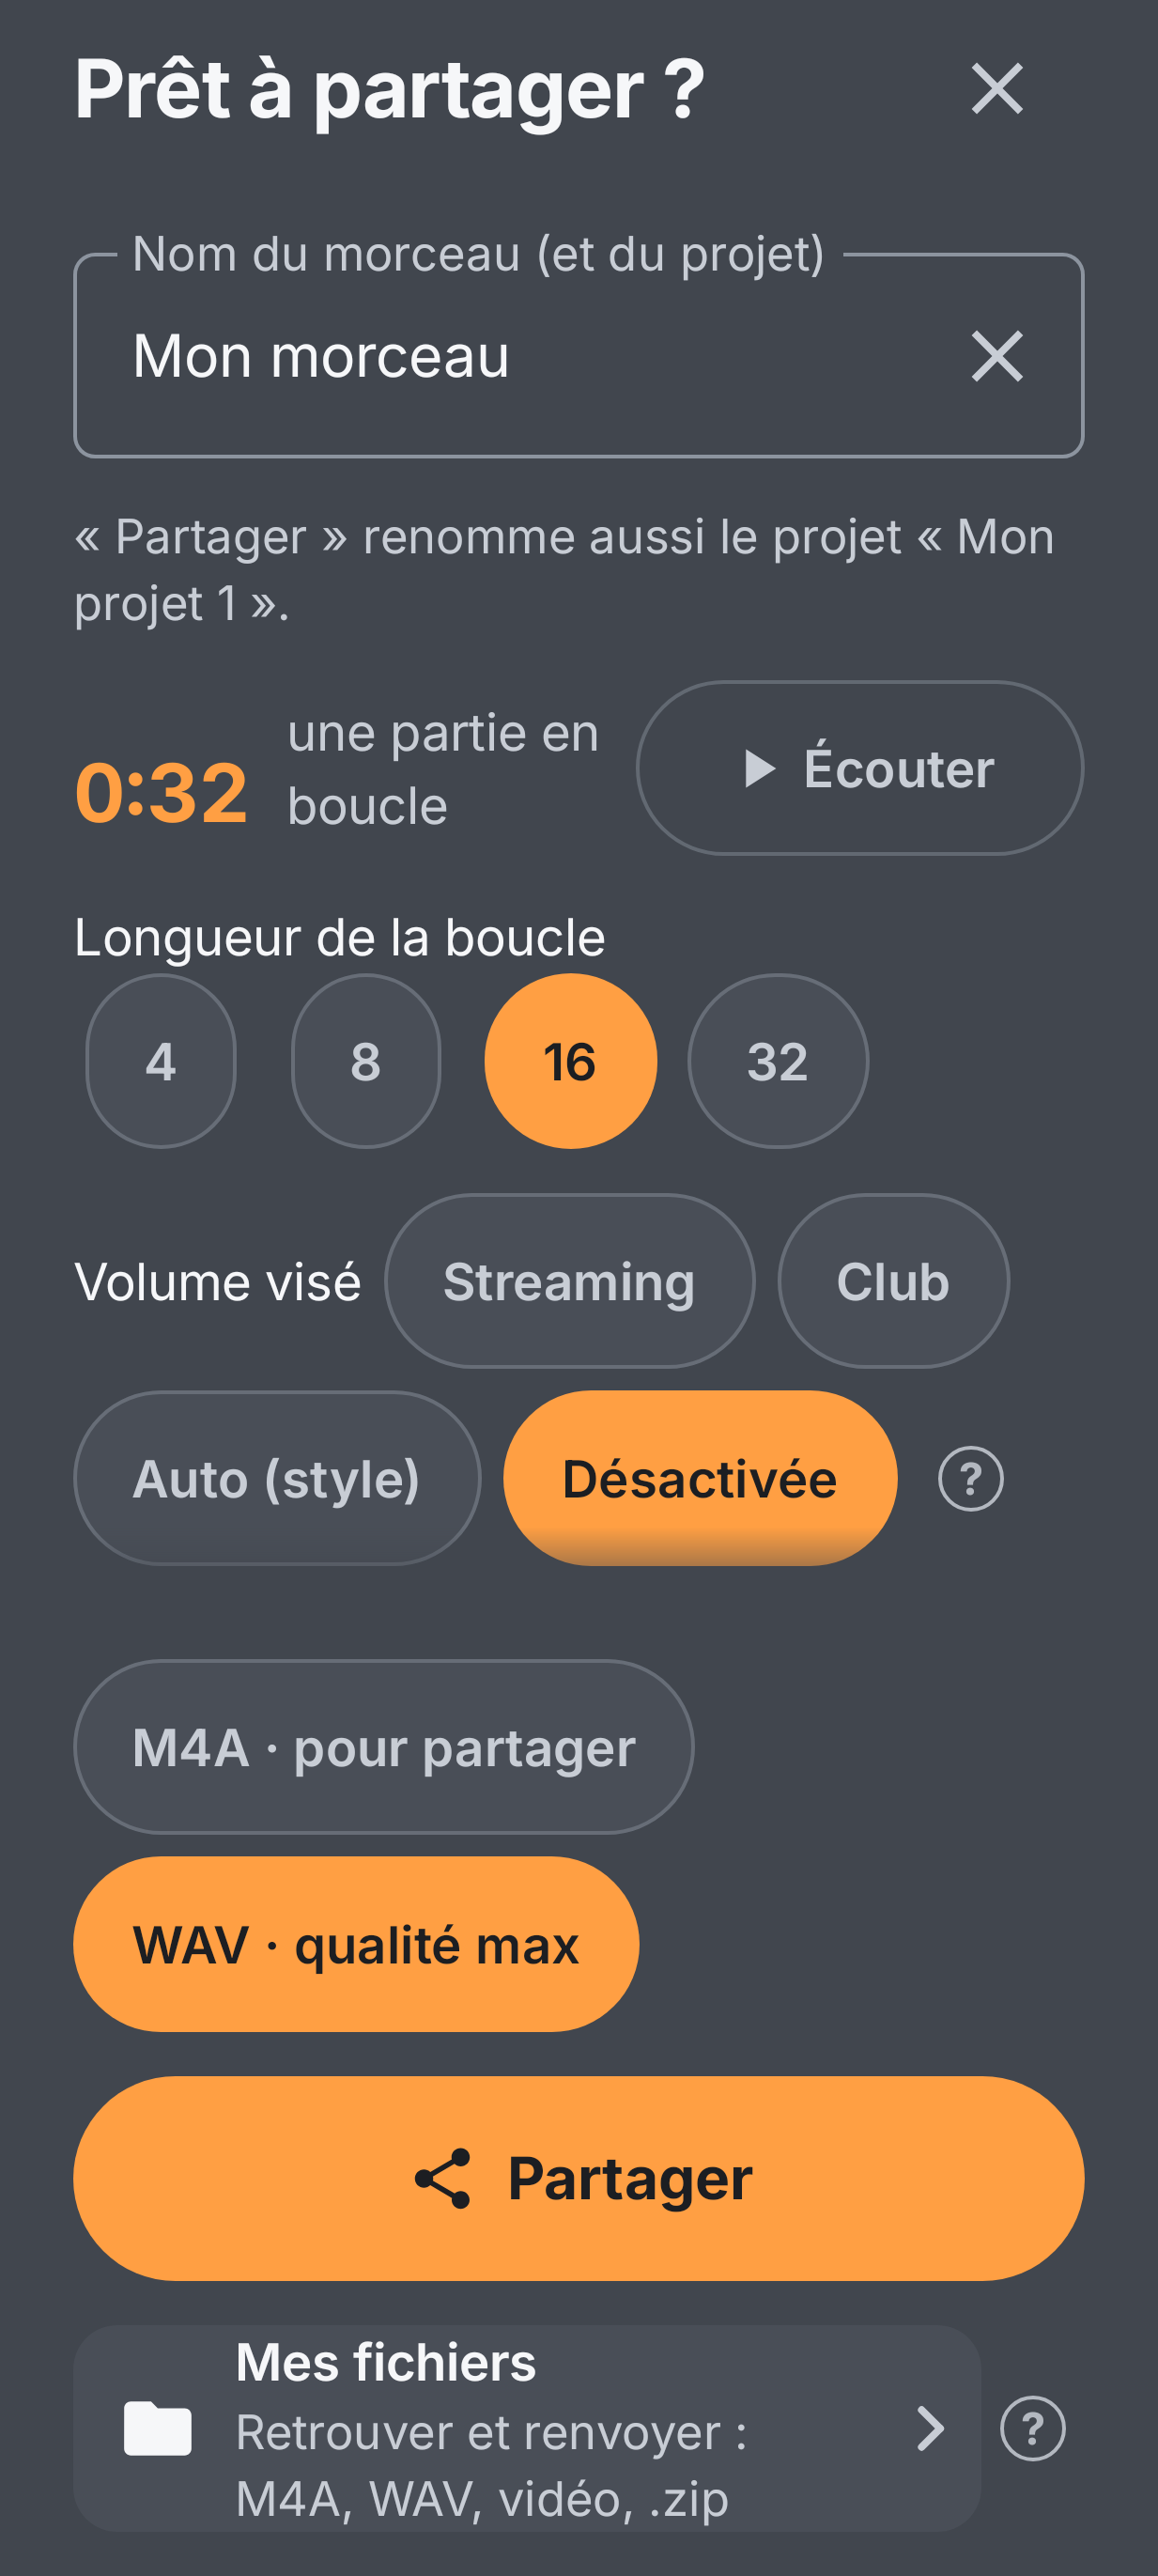 Prêt à partager ?
Nom du morceau (et du projet)
Mon morceau
« Partager » renomme aussi le projet « Mon
projet 1 ».
0:32
une partie en
boucle
Écouter
Longueur de la boucle
4
8
16
32
Volume visé
Streaming
Club
Auto (style)
Désactivée
?
M4A · pour partager
WAV · qualité max
Partager
Mes fichiers
Retrouver et renvoyer :
M4A, WAV, vidéo, .zip
?